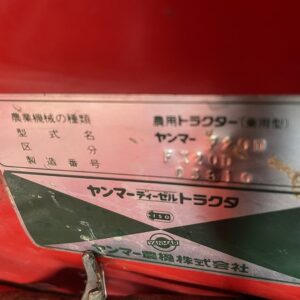 農業機械の種類 農用トラクター(乗用型)
型式名 ヤンマー
区分
製造番号
ヤンマーディーゼルトラクタ
YANMAR
ヤンマー農機株式会社